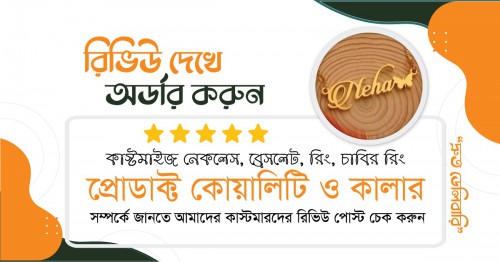 রিভিউ দেখে
অর্ডার করুন
Neha
কাস্টমাইজ নেকলেস, ব্রেসলেট, রিং, চাবির রিং
প্রোডাক্ট কোয়ালিটি ও কালার
সম্পর্কে জানতে আমাদের কাস্টমারদের রিভিউ পোস্ট চেক করুন
"দ্রুত ডেলিভারি"